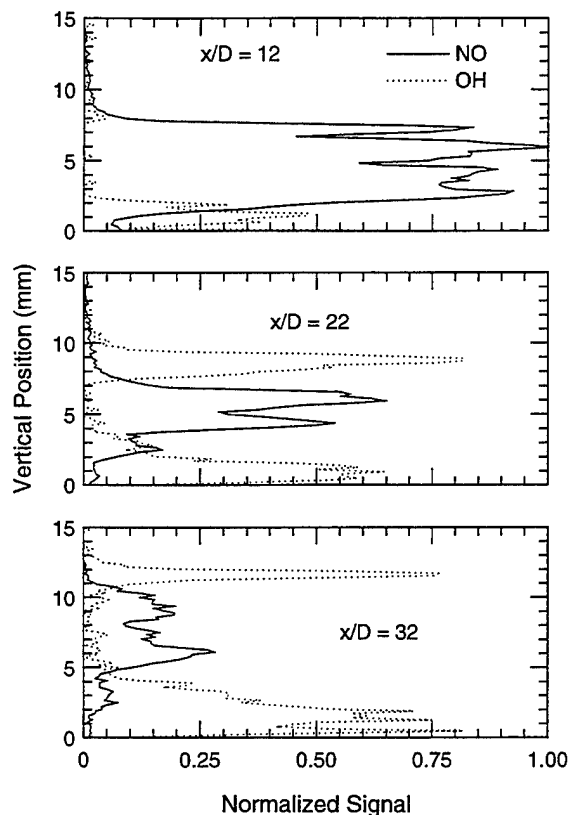 15
10
5
0
x/D = 12
NO
OH
15
10
5
0
x/D = 22
Vertical Position (mm)
15
10
5
0
x/D = 32
0 0.25 0.50 0.75 1.00
Normalized Signal